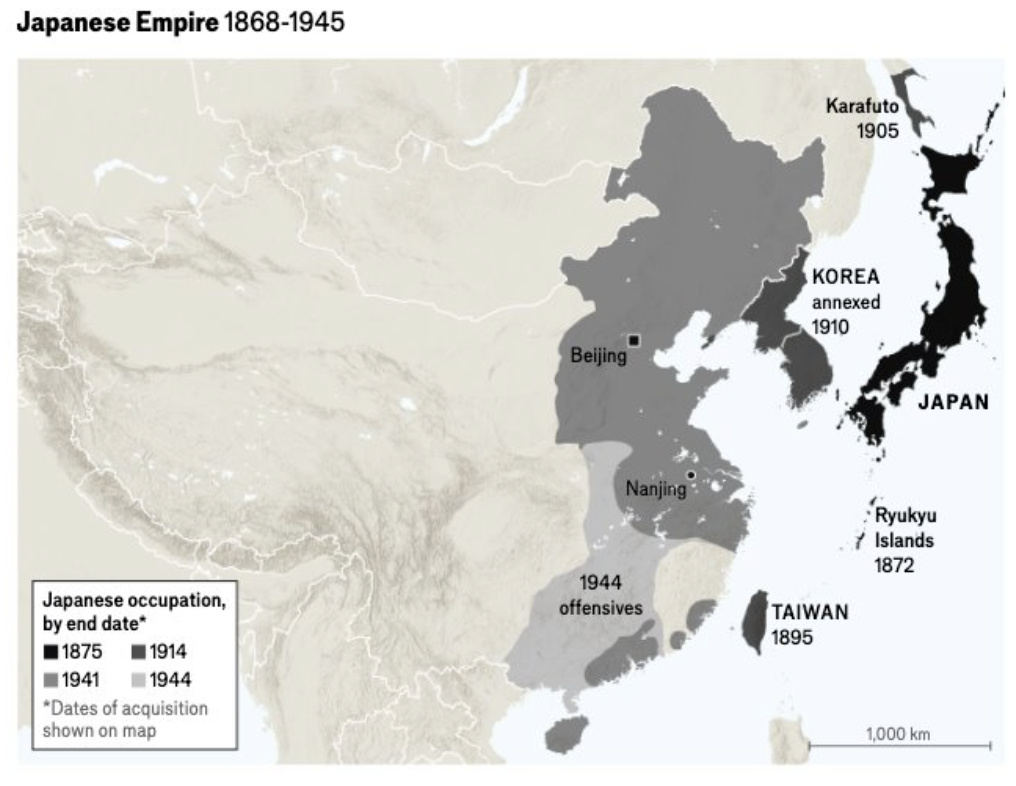 Japanese Empire 1868-1945
Karafuto
1905
KOREA
annexed
1910
Beijing
JAPAN
Nanjing
Ryukyu
Islands
1872
1944
offensives
TAIWAN
1895
Japanese occupation,
by end date*
1875 1914
1941 1944
*Dates of acquisition
shown on map
1,000 km